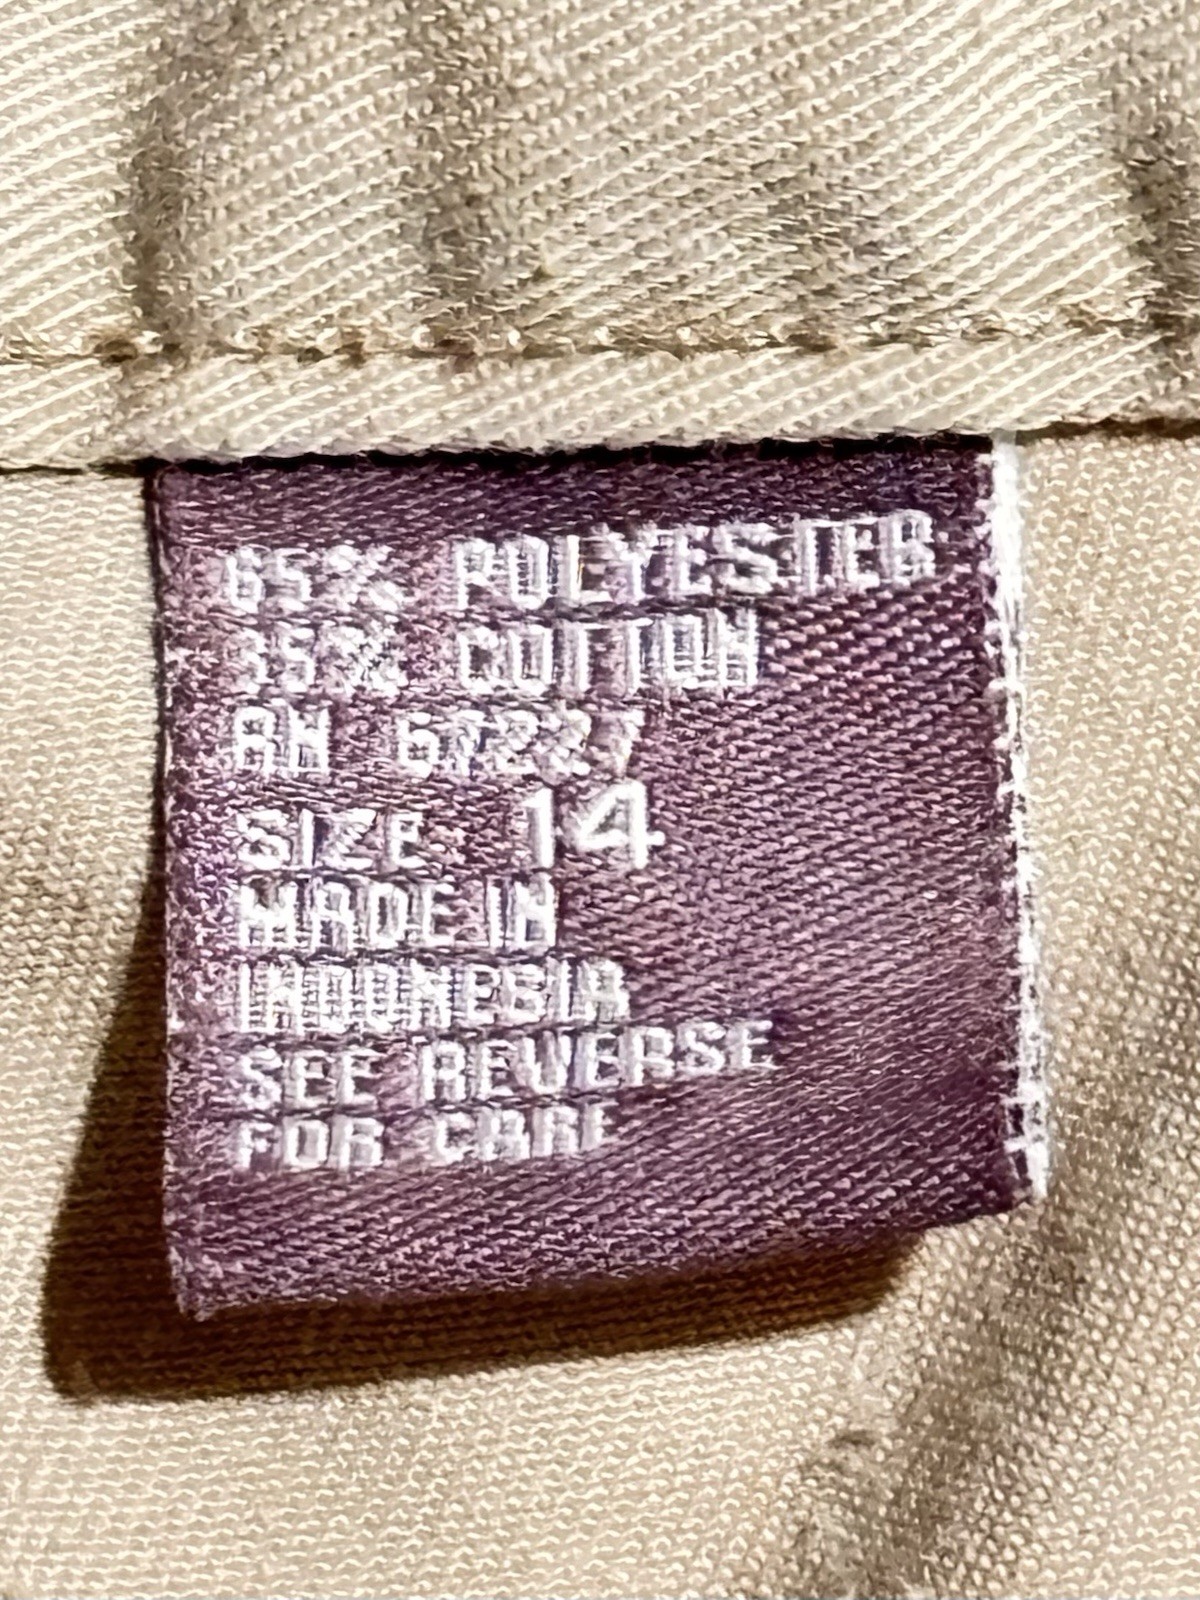 65% POLYESTER
35% COTTON
RN
SIZE 14
MADE IN
INDONESIA
SEE REVERSE
FOR CARE